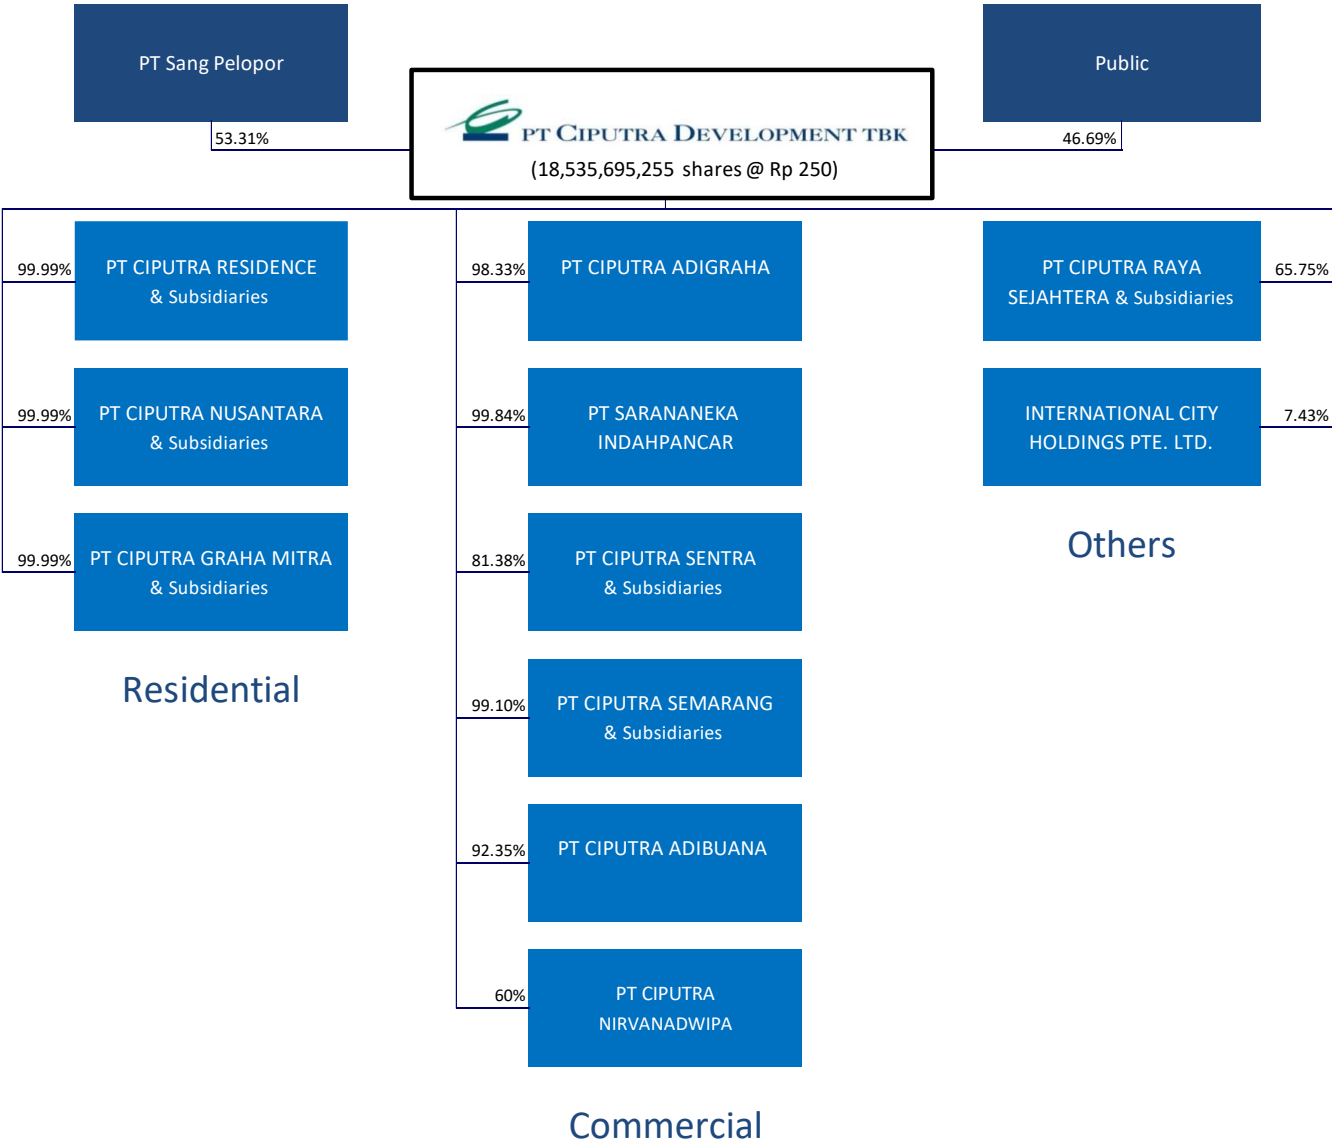 PT Sang Pelopor
Public
53.31%
46.69%
PT CIPUTRA DEVELOPMENT TBK
(18,535,695,255 shares @ Rp 250)
99.99%
PT CIPUTRA RESIDENCE
& Subsidiaries
99.99%
PT CIPUTRA NUSANTARA
& Subsidiaries
99.99%
PT CIPUTRA GRAHA MITRA
& Subsidiaries
Residential
98.33%
PT CIPUTRA ADIGRAHA
99.84%
PT SARANANEKA
INDAHPANCAR
81.38%
PT CIPUTRA SENTRA
& Subsidiaries
99.10%
PT CIPUTRA SEMARANG
& Subsidiaries
92.35%
PT CIPUTRA ADIBUANA
60%
PT CIPUTRA
NIRVANADWIPA
Commercial
PT CIPUTRA RAYA
SEJAHTERA & Subsidiaries
65.75%
INTERNATIONAL CITY
HOLDINGS PTE. LTD.
7.43%
Others